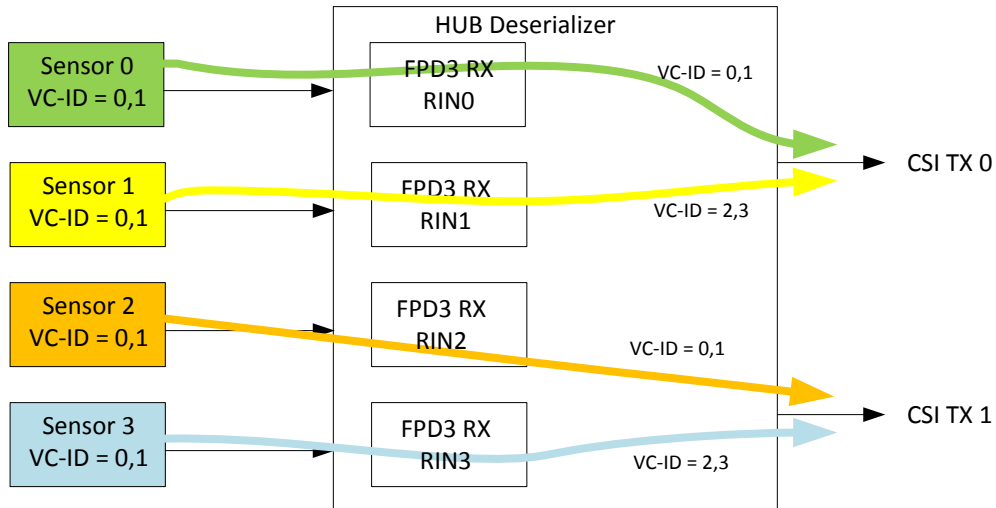 HUB Deserializer
Sensor 0
VC-ID = 0,1
FPD3 RX
RIN0
VC-ID = 0,1
CSI TX 0
Sensor 1
VC-ID = 0,1
FPD3 RX
RIN1
VC-ID = 2,3
Sensor 2
VC-ID = 0,1
FPD3 RX
RIN2
VC-ID = 0,1
CSI TX 1
Sensor 3
VC-ID = 0,1
FPD3 RX
RIN3
VC-ID = 2,3